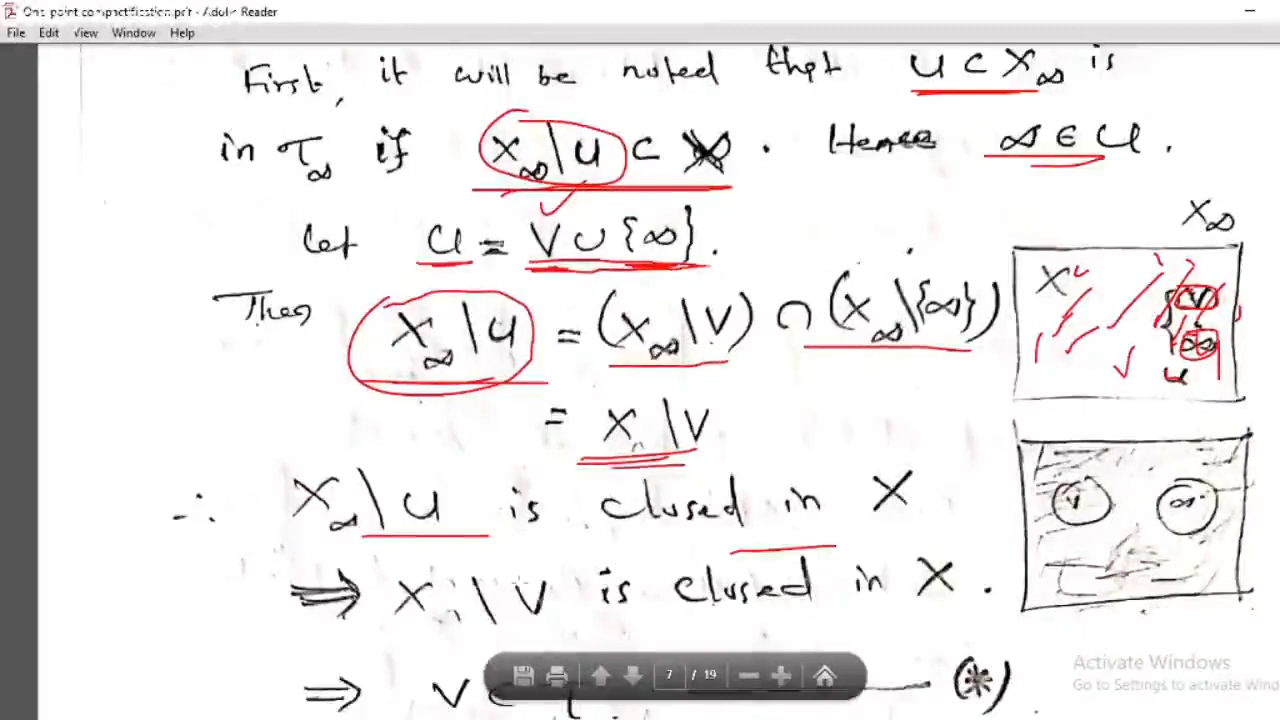 One point compactification.pdf - Adobe Reader
File Edit View Window Help
First, it will be noted that U ⊂ X∞ is
in τ∞ if X∞ \ U ⊂ X . Hence ∞ ∈ U .
Let U = V ∪ {∞} .
Then X∞ \ U = (X∞ \ V) ∩ (X∞ \ {∞})
= X \ V
∴ X∞ \ U is closed in X
⇒ X \ V is closed in X .
⇒ V ∈ τ . (*)
X∞
X
V
∞
U
V
∞
7 / 19
Activate Windows
Go to Settings to activate Wind